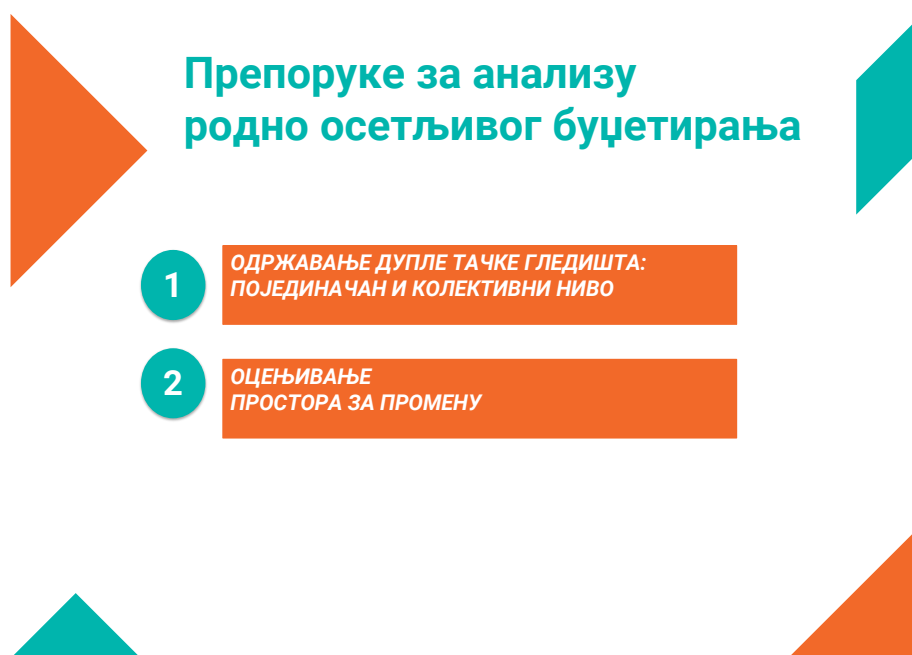 Препоруке за анализу
родно осетљивог буџетирања
1
ОДРЖАВАЊЕ ДУПЛЕ ТАЧКЕ ГЛЕДИШТА:
ПОЈЕДИНАЧАН И КОЛЕКТИВНИ НИВО
2
ОЦЕЊИВАЊЕ
ПРОСТОРА ЗА ПРОМЕНУ